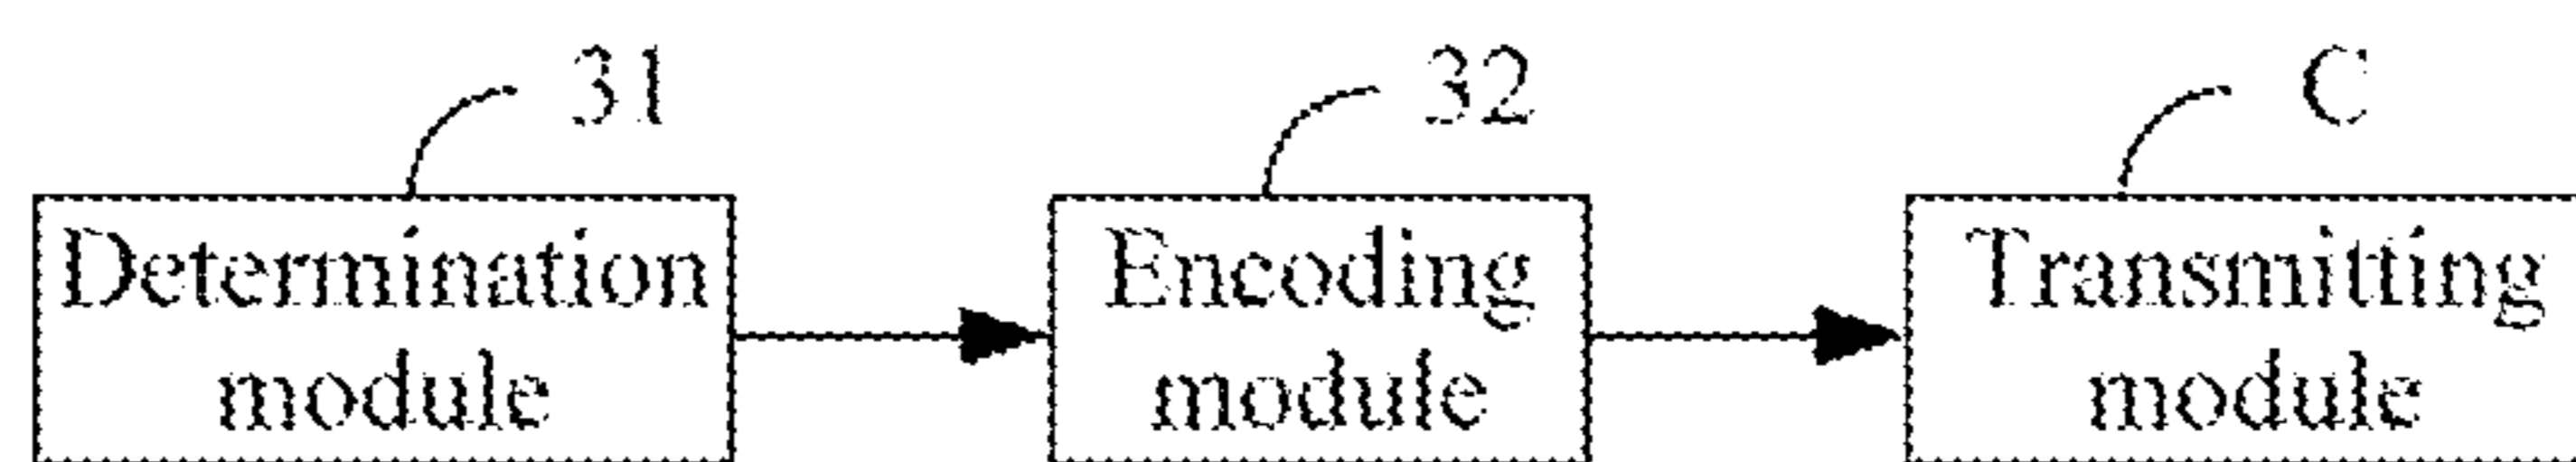 31
32
C
Determination
module
Encoding
module
Transmitting
module